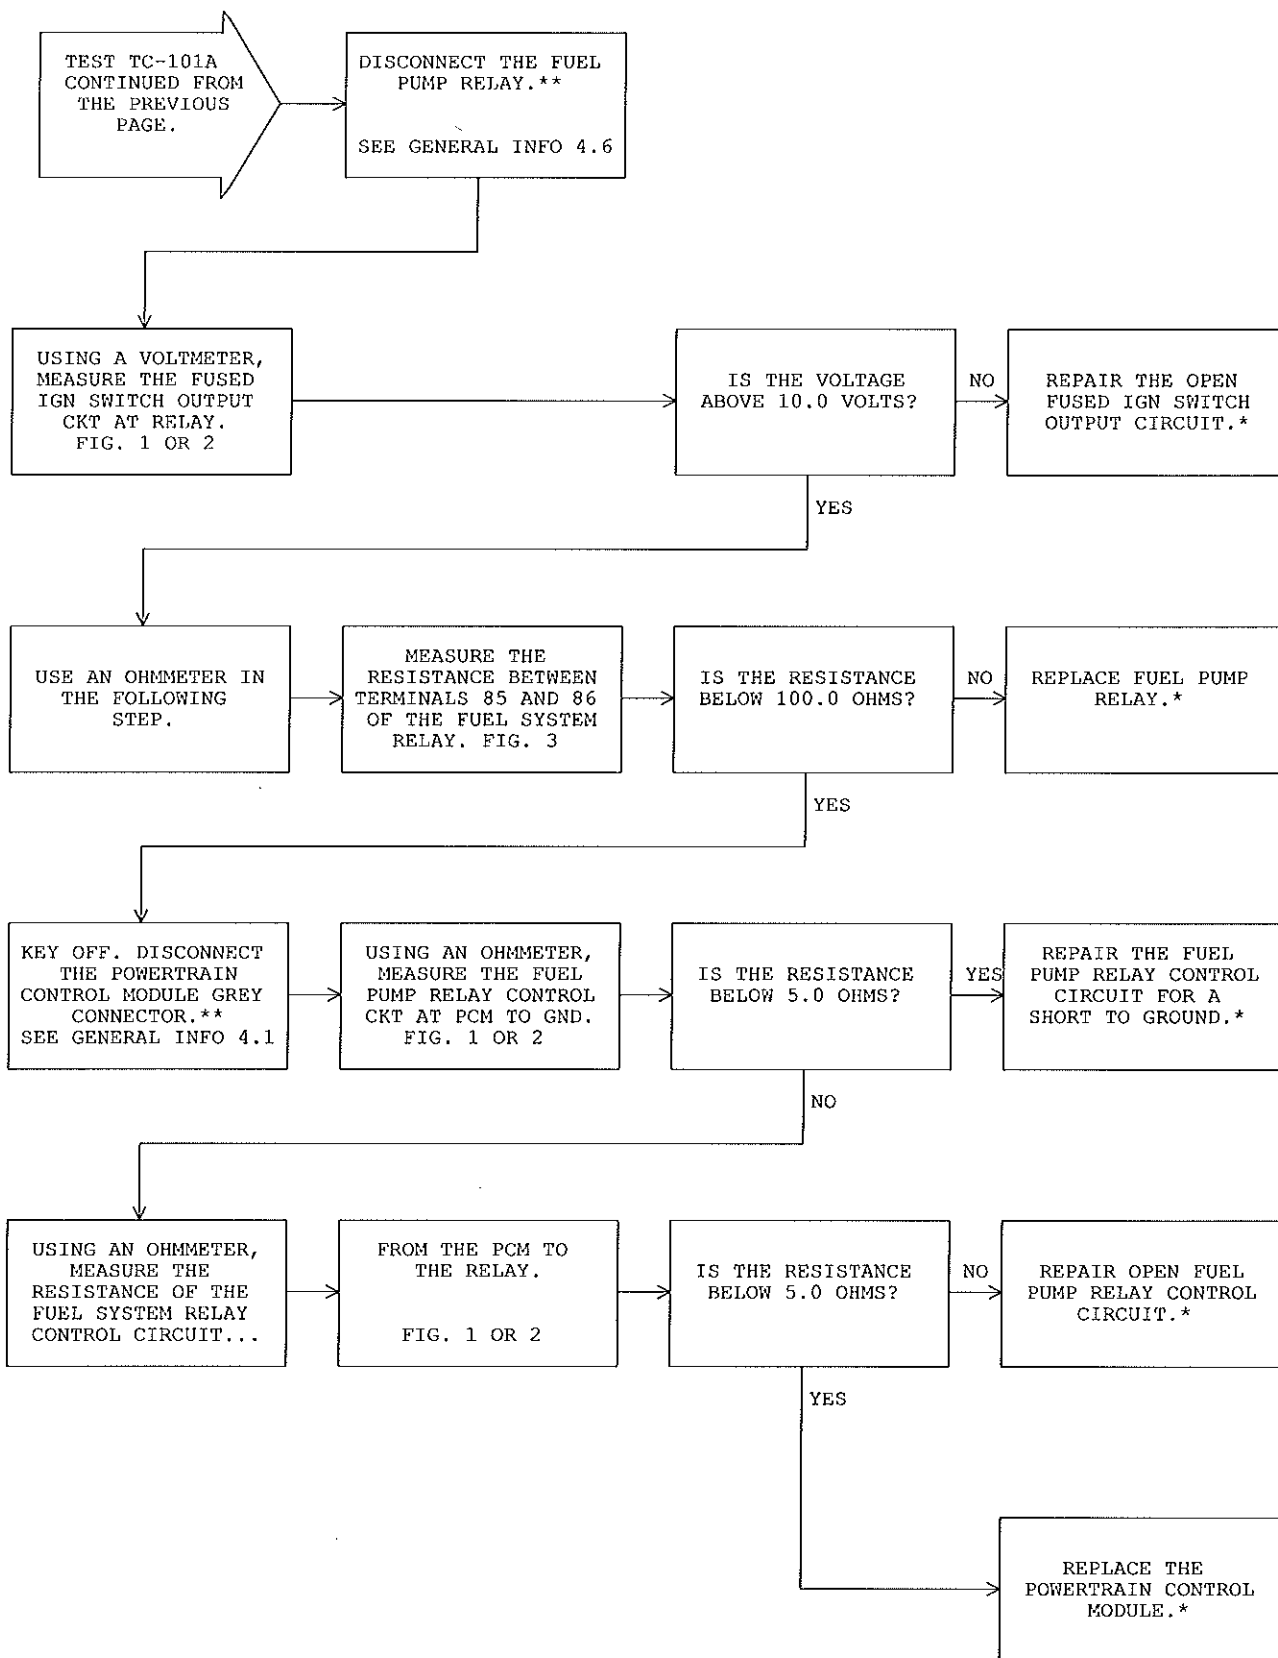 TEST TC-101A
CONTINUED FROM
THE PREVIOUS
PAGE.
DISCONNECT THE FUEL
PUMP RELAY.**
SEE GENERAL INFO 4.6
USING A VOLTMETER,
MEASURE THE FUSED
IGN SWITCH OUTPUT
CKT AT RELAY.
FIG. 1 OR 2
IS THE VOLTAGE
ABOVE 10.0 VOLTS?
NO
REPAIR THE OPEN
FUSED IGN SWITCH
OUTPUT CIRCUIT.*
YES
USE AN OHMMETER IN
THE FOLLOWING
STEP.
MEASURE THE
RESISTANCE BETWEEN
TERMINALS 85 AND 86
OF THE FUEL SYSTEM
RELAY. FIG. 3
IS THE RESISTANCE
BELOW 100.0 OHMS?
NO
REPLACE FUEL PUMP
RELAY.*
YES
KEY OFF. DISCONNECT
THE POWERTRAIN
CONTROL MODULE GREY
CONNECTOR.**
SEE GENERAL INFO 4.1
USING AN OHMMETER,
MEASURE THE FUEL
PUMP RELAY CONTROL
CKT AT PCM TO GND.
FIG. 1 OR 2
IS THE RESISTANCE
BELOW 5.0 OHMS?
YES
REPAIR THE FUEL
PUMP RELAY CONTROL
CIRCUIT FOR A
SHORT TO GROUND.*
NO
USING AN OHMMETER,
MEASURE THE
RESISTANCE OF THE
FUEL SYSTEM RELAY
CONTROL CIRCUIT...
FROM THE PCM TO
THE RELAY.
FIG. 1 OR 2
IS THE RESISTANCE
BELOW 5.0 OHMS?
NO
REPAIR OPEN FUEL
PUMP RELAY CONTROL
CIRCUIT.*
YES
REPLACE THE
POWERTRAIN CONTROL
MODULE.*